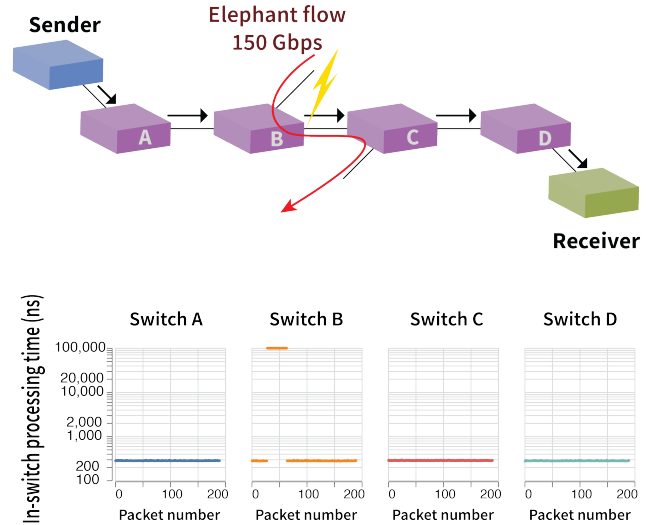 Elephant flow
150 Gbps
Sender
A
B
C
D
Receiver
In-switch processing time (ns)
Switch A
Switch B
Switch C
Switch D
100,000
20,000
10,000
2,000
1,000
200
100
0 100 200
0 100 200
0 100 200
0 100 200
Packet number
Packet number
Packet number
Packet number